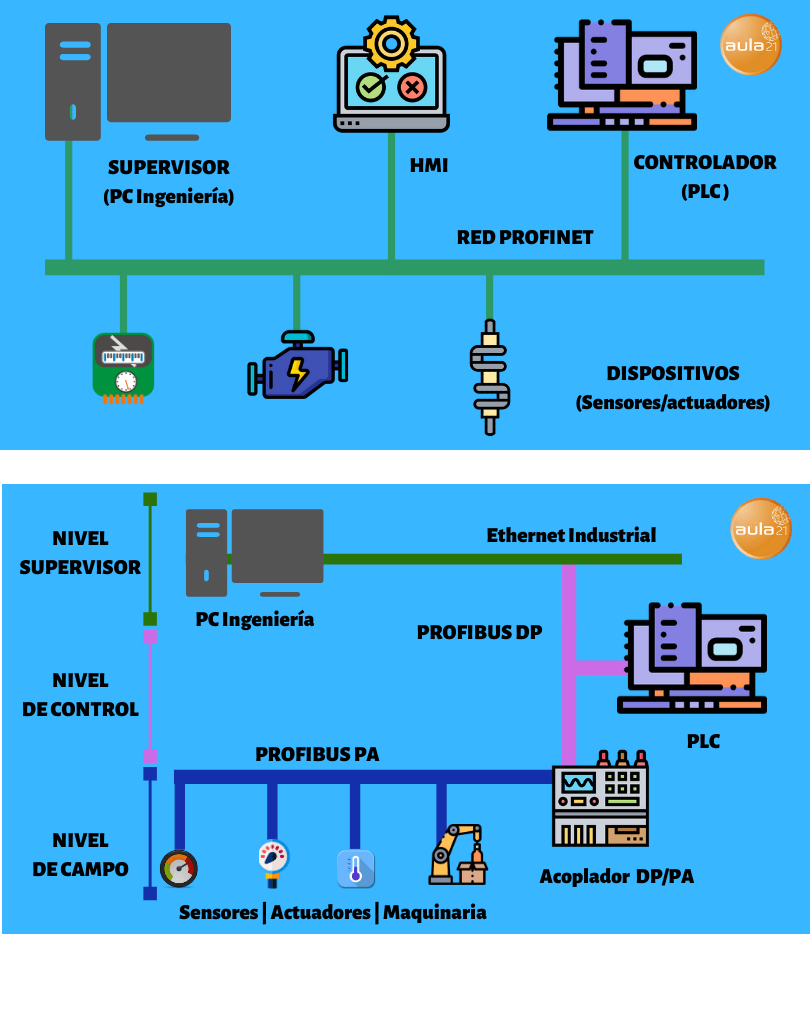 aula21
SUPERVISOR
(PC Ingeniería)
HMI
CONTROLADOR
(PLC)
RED PROFINET
DISPOSITIVOS
(Sensores/actuadores)
aula21
NIVEL
SUPERVISOR
Ethernet Industrial
PC Ingeniería
PROFIBUS DP
NIVEL
DE CONTROL
PLC
PROFIBUS PA
NIVEL
DE CAMPO
Acoplador DP/PA
Sensores | Actuadores | Maquinaria